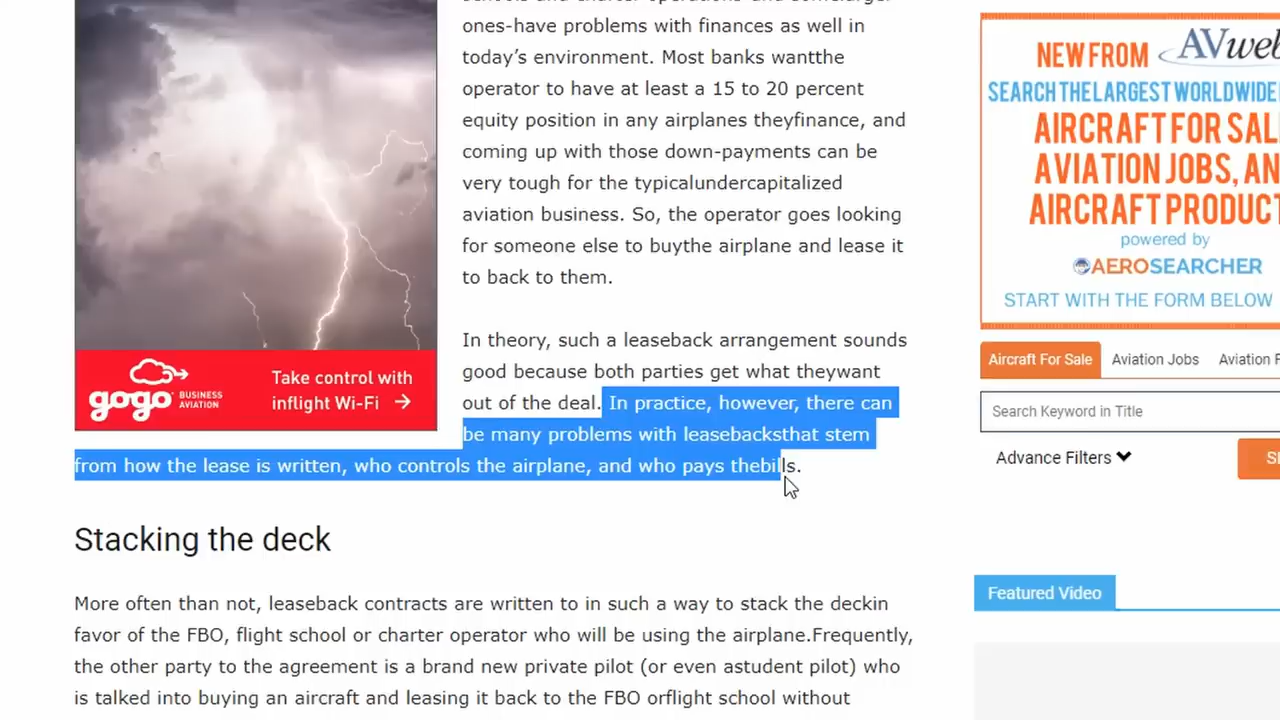 ones-have problems with finances as well in
today's environment. Most banks wantthe
operator to have at least a 15 to 20 percent
equity position in any airplanes theyfinance, and
coming up with those down-payments can be
very tough for the typicalundercapitalized
aviation business. So, the operator goes looking
for someone else to buythe airplane and lease it
to back to them.
In theory, such a leaseback arrangement sounds
good because both parties get what theywant
out of the deal. In practice, however, there can
be many problems with leasebacksthat stem
from how the lease is written, who controls the airplane, and who pays thebills.
Stacking the deck
More often than not, leaseback contracts are written to in such a way to stack the deckin
favor of the FBO, flight school or charter operator who will be using the airplane.Frequently,
the other party to the agreement is a brand new private pilot (or even astudent pilot) who
is talked into buying an aircraft and leasing it back to the FBO orflight school without
gogo BUSINESS
AVIATION
Take control with
inflight Wi-Fi →
NEW FROM AVweb
SEARCH THE LARGEST WORLDWIDE
AIRCRAFT FOR SAL
AVIATION JOBS, AN
AIRCRAFT PRODUCT
powered by
AEROSEARCHER
START WITH THE FORM BELOW
Aircraft For Sale Aviation Jobs Aviation
Search Keyword in Title
Advance Filters
Featured Video